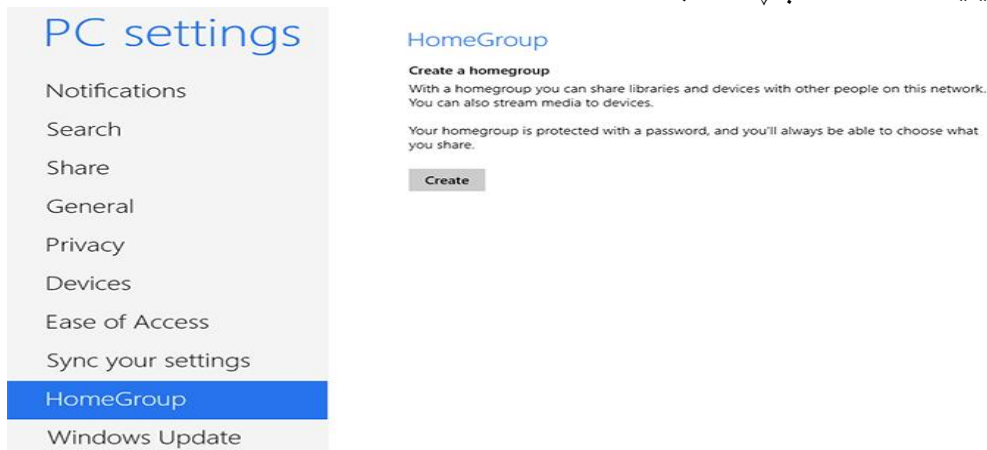 PC settings
Notifications
Search
Share
General
Privacy
Devices
Ease of Access
Sync your settings
HomeGroup
Windows Update
HomeGroup
Create a homegroup
With a homegroup you can share libraries and devices with other people on this network.
You can also stream media to devices.
Your homegroup is protected with a password, and you'll always be able to choose what
you share.
Create